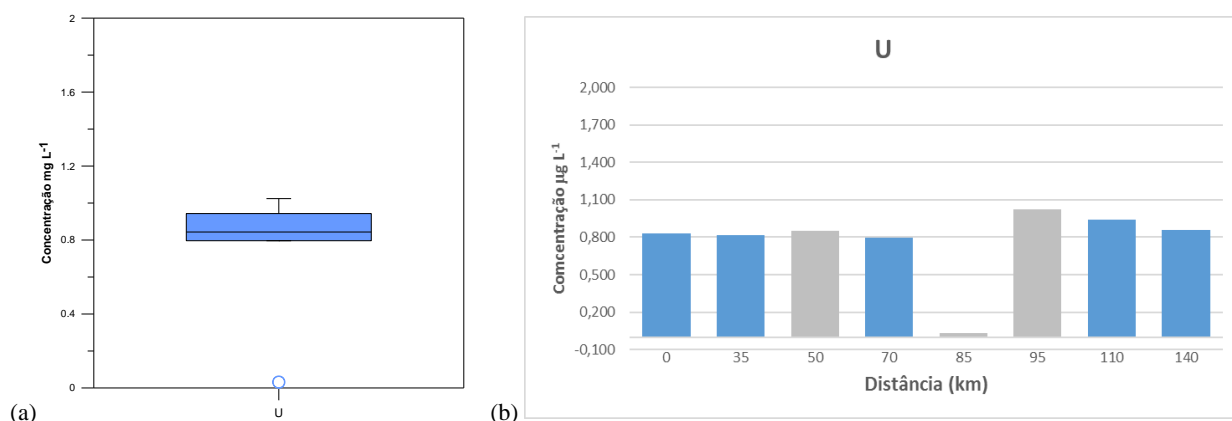 2
1.6
1.2
0.8
0.4
0
Concentração mg L-1
U
(a)
U
2,000
1,700
1,400
1,100
0,800
0,500
0,200
-0,100
Comcentração µg L-1
0 35 50 70 85 95 110 140
Distância (km)
(b)